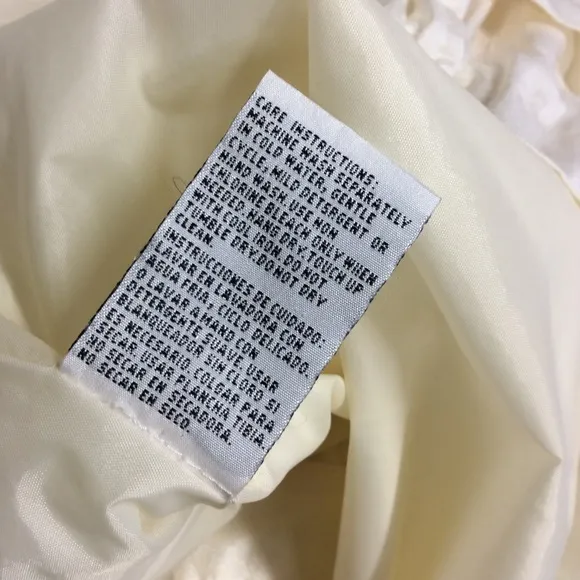 CARE INSTRUCTIONS:
MACHINE WASH SEPARATELY
IN COLD WATER, GENTLE
CYCLE, MILD DETERGENT OR
HAND WASH. USE NON
CHLORINE BLEACH ONLY WHEN
NEEDED. HANG DRY. TOUCH UP
WITH COOL IRON. DO NOT
TUMBLE DRY. DO NOT DRY
CLEAN.
INSTRUCCIONES DE CUIDADO:
LAVAR EN LAVADORA CON
AGUA FRIA, CICLO DELICADO,
O LAVAR A MANO CON
DETERGENTE SUAVE. USAR
BLANQUEADOR SI
ES NECESARIO. COLGAR PARA
SECAR. USAR PLANCHA TIBIA.
NO SECAR EN SECADORA.
NO SECAR EN SECO.